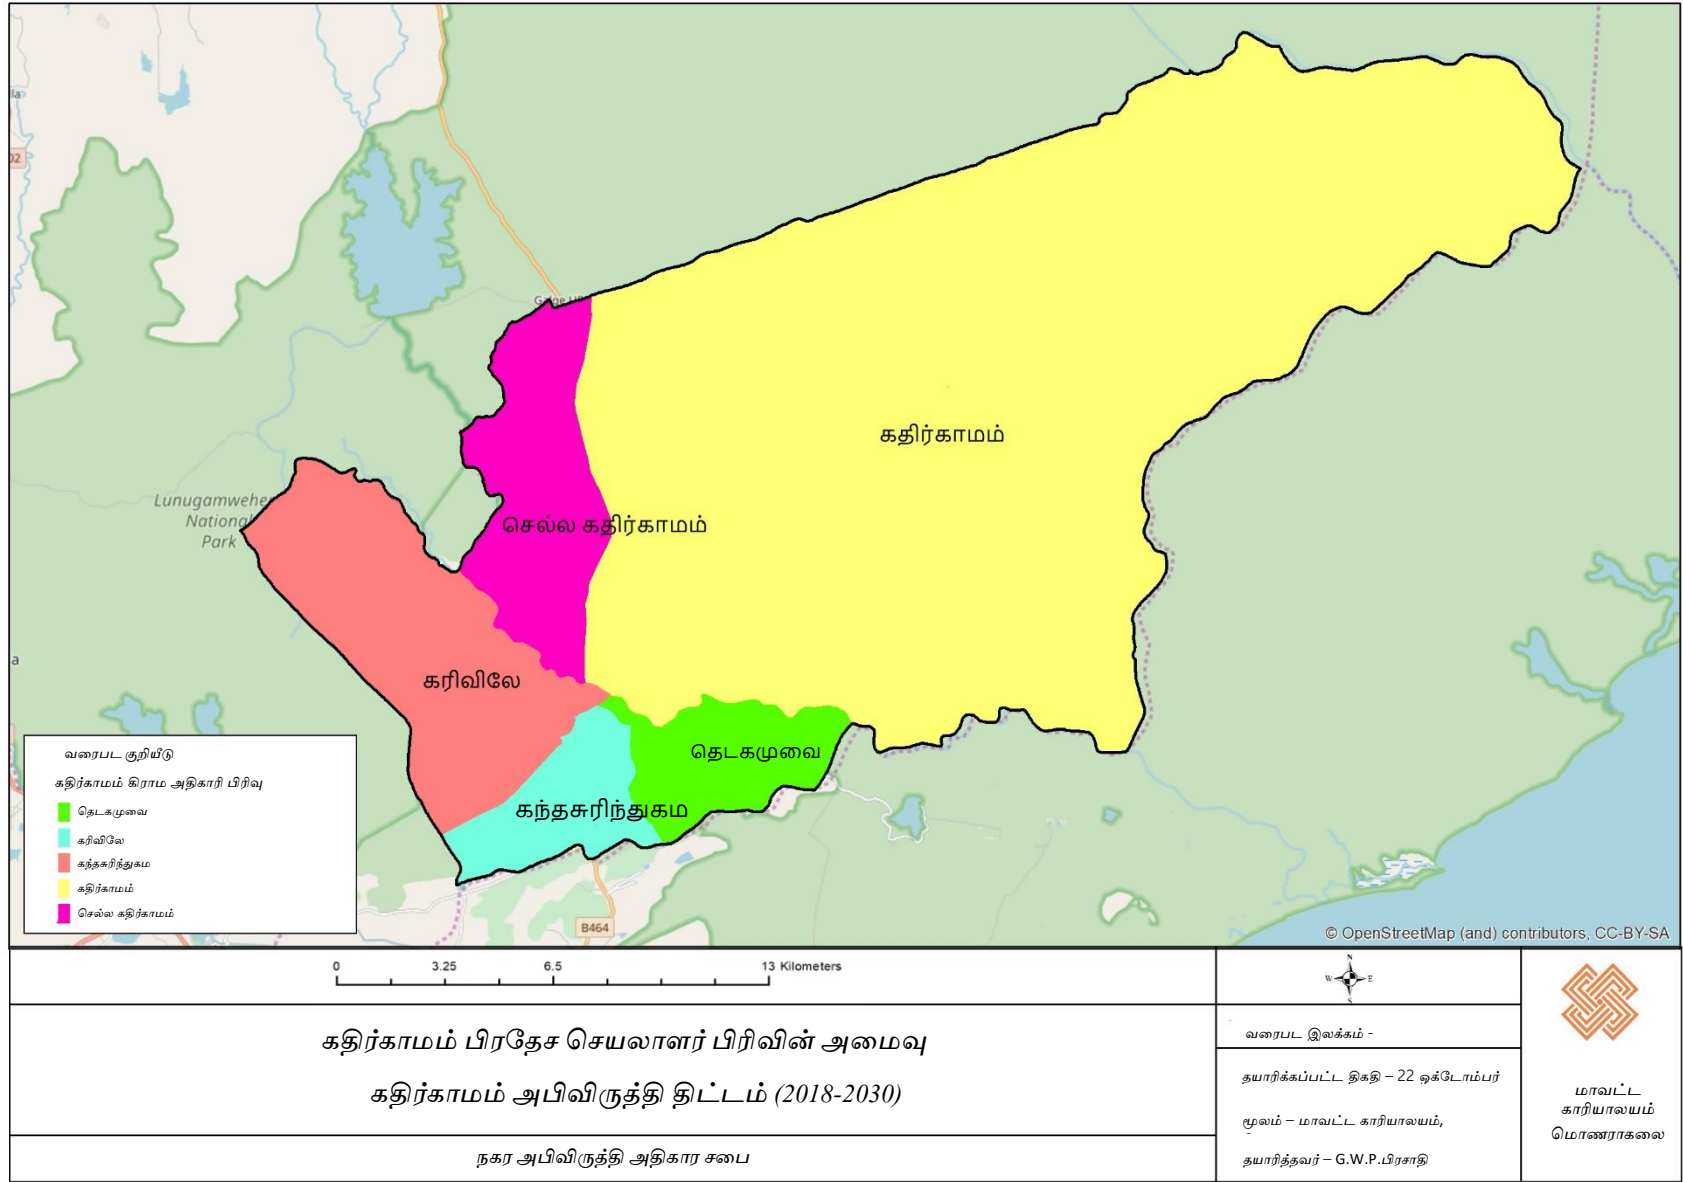 la
02
Galge
Lunugamwehe
National
Park
a
கதிர்காமம்
செல்ல கதிர்காமம்
கரிவிலே
தெடகமுவை
கந்தசுரிந்துகம
B464
வரைபட குறியீடு
கதிர்காமம் கிராம அதிகாரி பிரிவு
தெடகமுவை
கரிவிலே
கந்தசுரிந்துகம
கதிர்காமம்
செல்ல கதிர்காமம்
© OpenStreetMap (and) contributors, CC-BY-SA
0 3.25 6.5 13 Kilometers
N
W E
S
கதிர்காமம் பிரதேச செயலாளர் பிரிவின் அமைவு
கதிர்காமம் அபிவிருத்தி திட்டம் (2018-2030)
நகர அபிவிருத்தி அதிகார சபை
வரைபட இலக்கம் -
தயாரிக்கப்பட்ட திகதி – 22 ஒக்டோம்பர்
மூலம் – மாவட்ட காரியாலயம்,
தயாரித்தவர் – G.W.P.பிரசாதி
மாவட்ட
காரியாலயம்
மொணராகலை